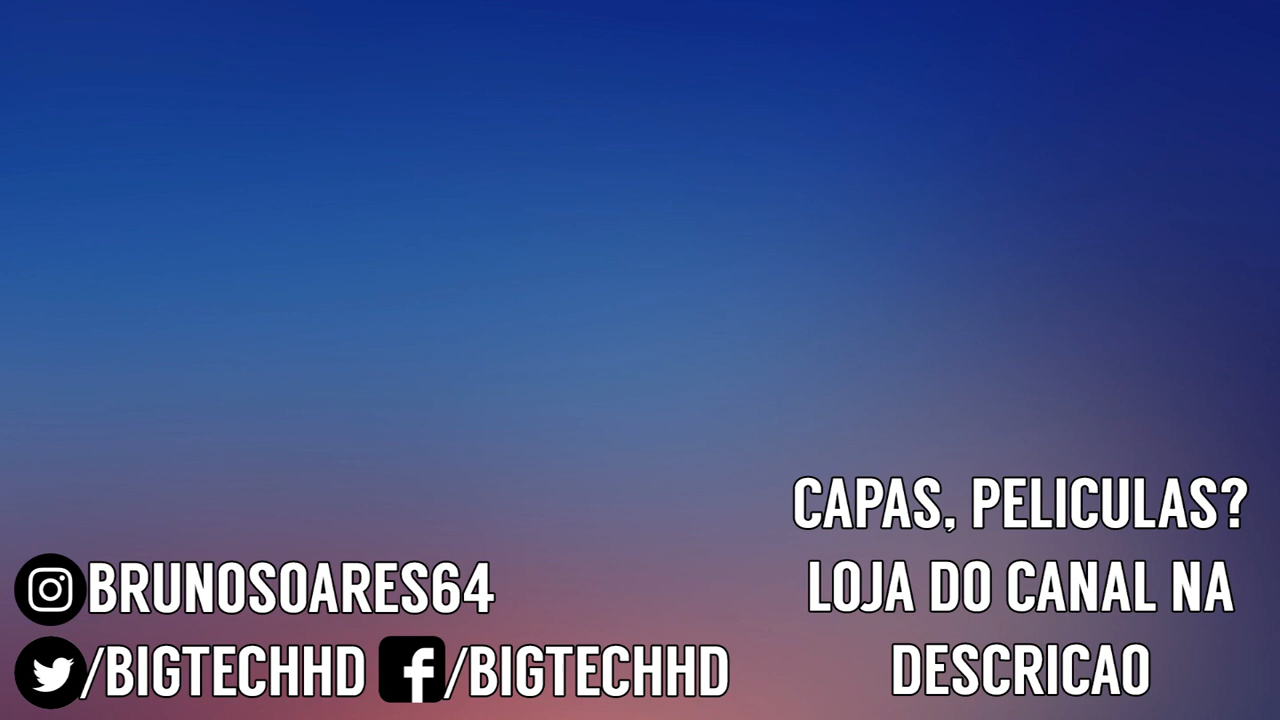 CAPAS, PELICULAS?
LOJA DO CANAL NA
DESCRICAO
BRUNOSOARES64
/BIGTECHHD /BIGTECHHD